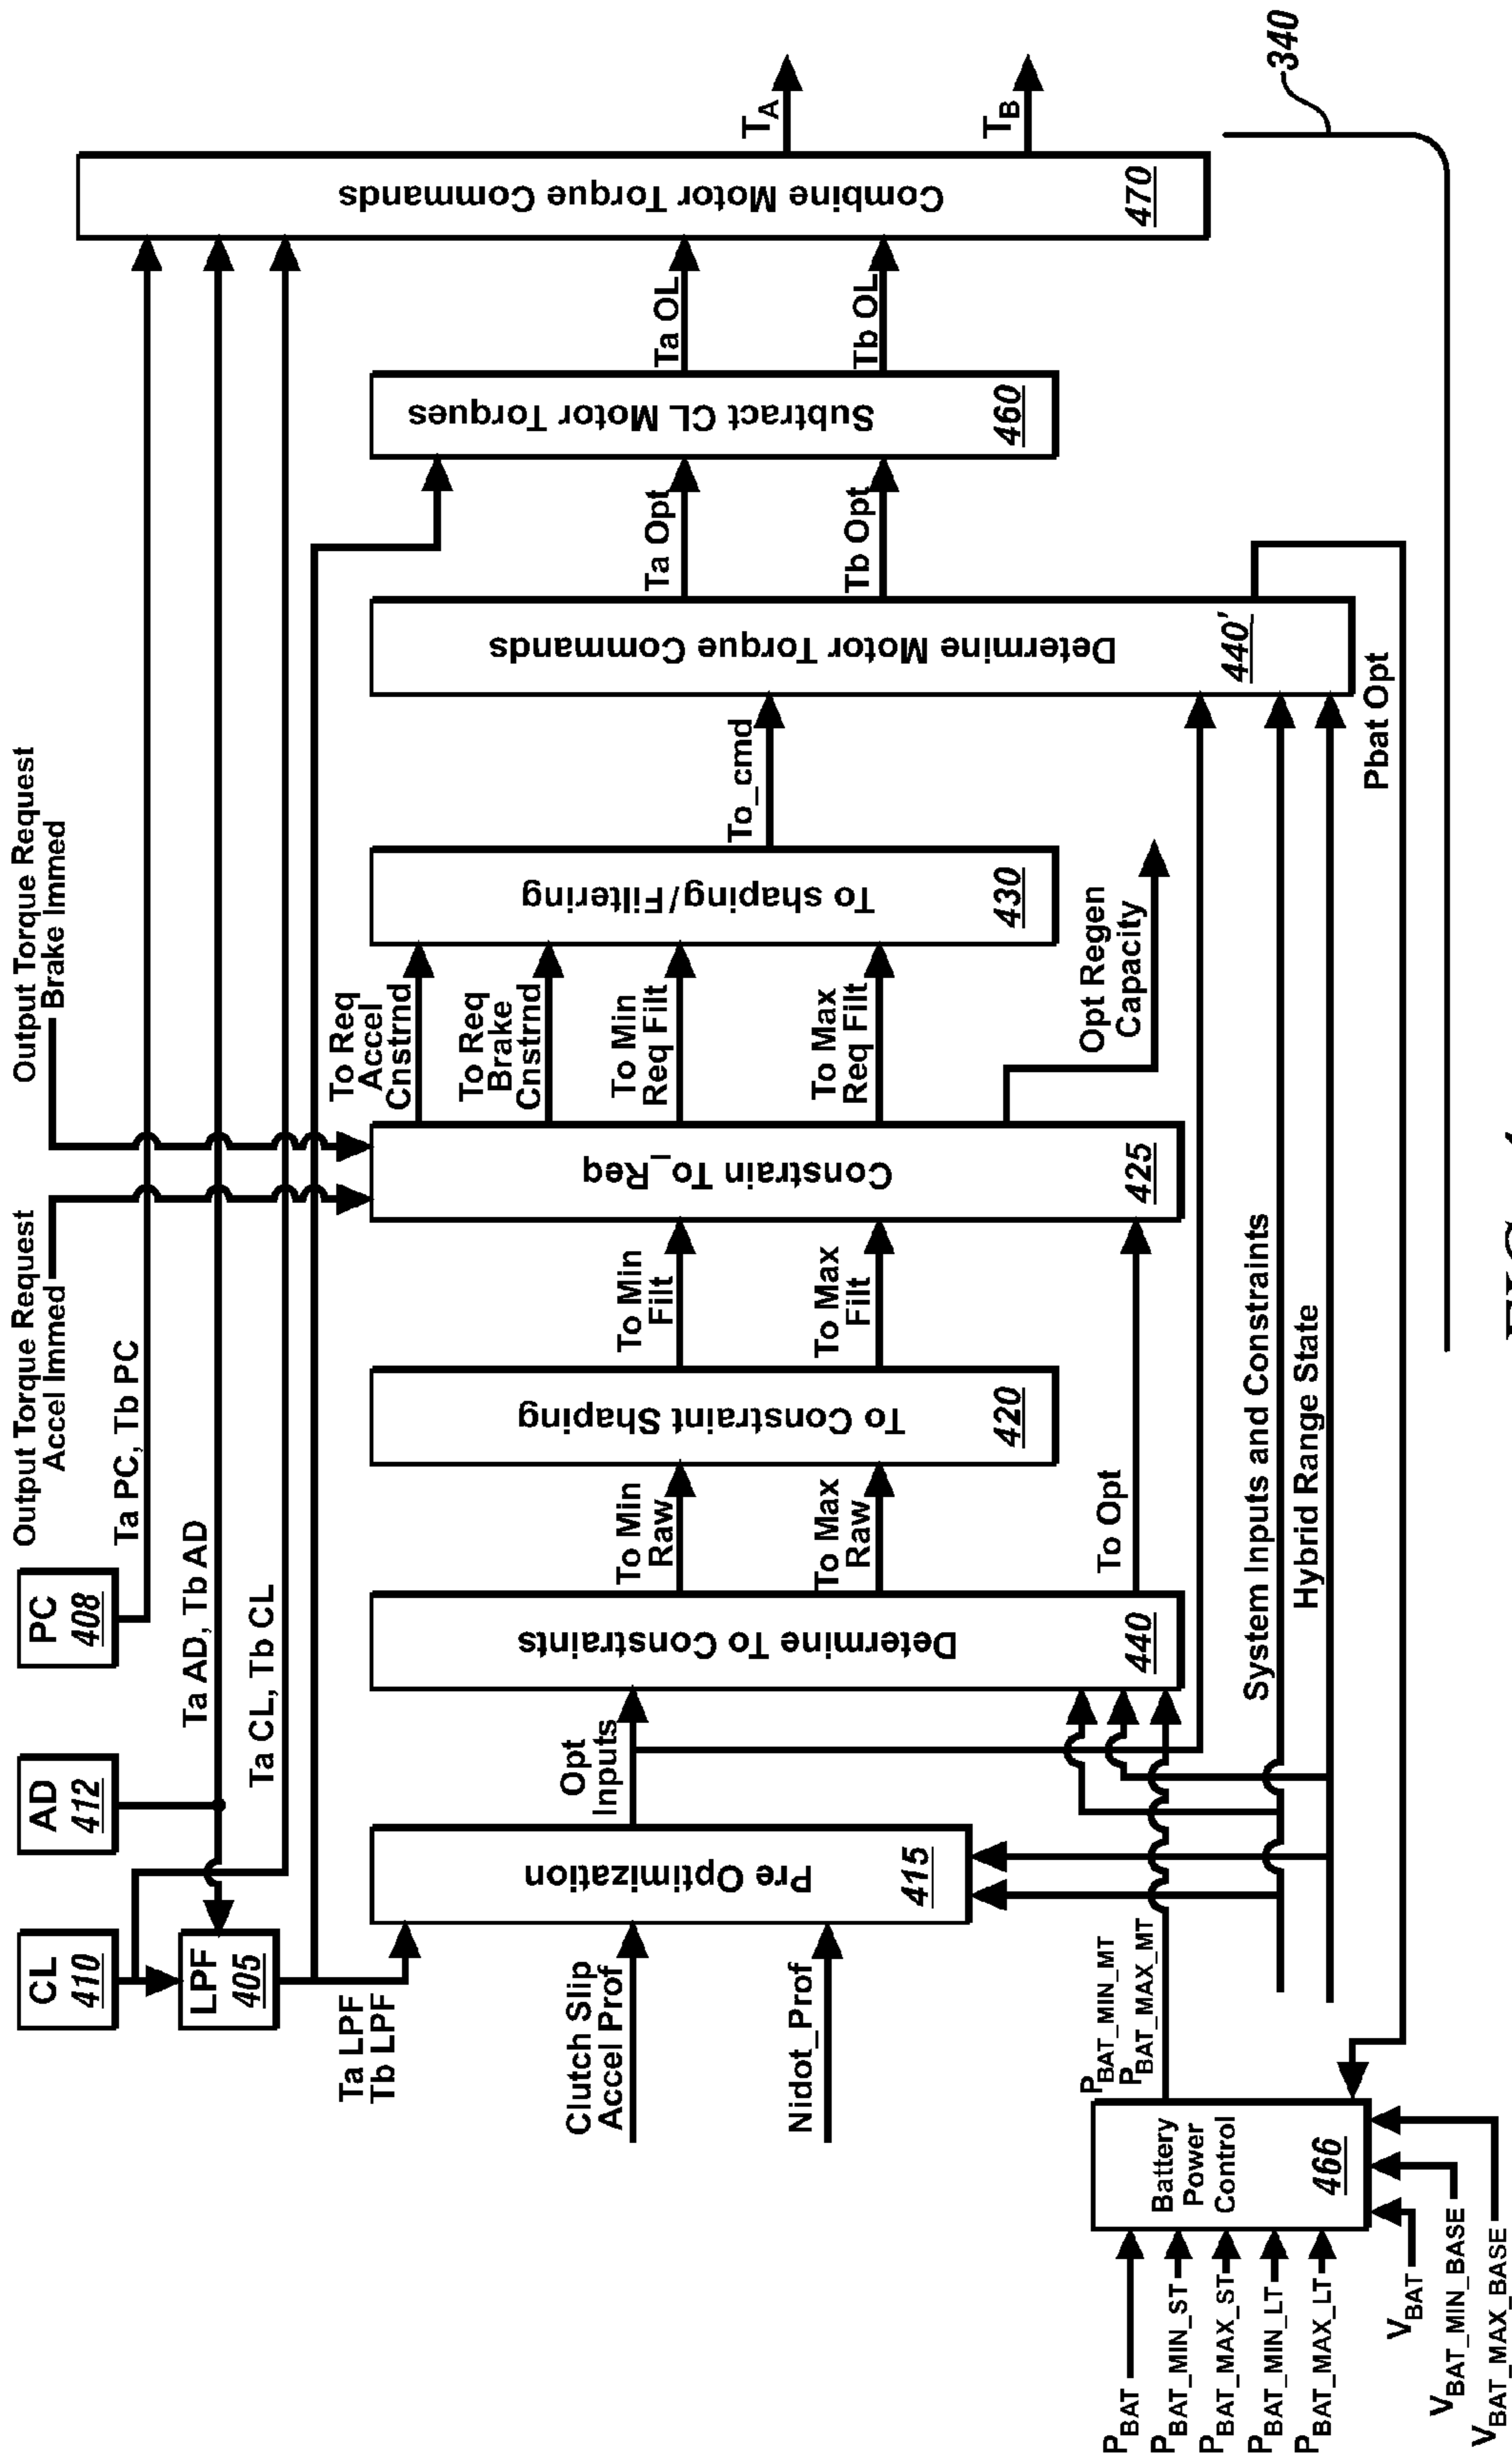 CL
410
AD
412
PC
408
LPF
405
Output Torque Request
Accel Immed
Output Torque Request
Brake Immed
Ta PC, Tb PC
Ta AD, Tb AD
Ta CL, Tb CL
Ta LPF
Tb LPF
Clutch Slip
Accel Prof
Nidot_Prof
Pre Optimization
415
Opt
Inputs
Determine To Constraints
440
To Min
Raw
To Max
Raw
To Opt
To Constraint Shaping
420
To Min
Filt
To Max
Filt
Constrain To_Req
425
To Req
Accel
Cnstrnd
To Req
Brake
Cnstrnd
To Min
Req Filt
To Max
Req Filt
Opt Regen
Capacity
To shaping/Filtering
430
To_cmd
Determine Motor Torque Commands
440'
Ta Opt
Tb Opt
Pbat Opt
Subtract CL Motor Torques
460
Ta OL
Tb OL
Combine Motor Torque Commands
470
TA
TB
340
System Inputs and Constraints
Hybrid Range State
PBAT_MIN_MT
PBAT_MAX_MT
Battery
Power
Control
466
PBAT
PBAT_MIN_ST
PBAT_MAX_ST
PBAT_MIN_LT
PBAT_MAX_LT
VBAT
VBAT_MIN_BASE
VBAT_MAX_BASE